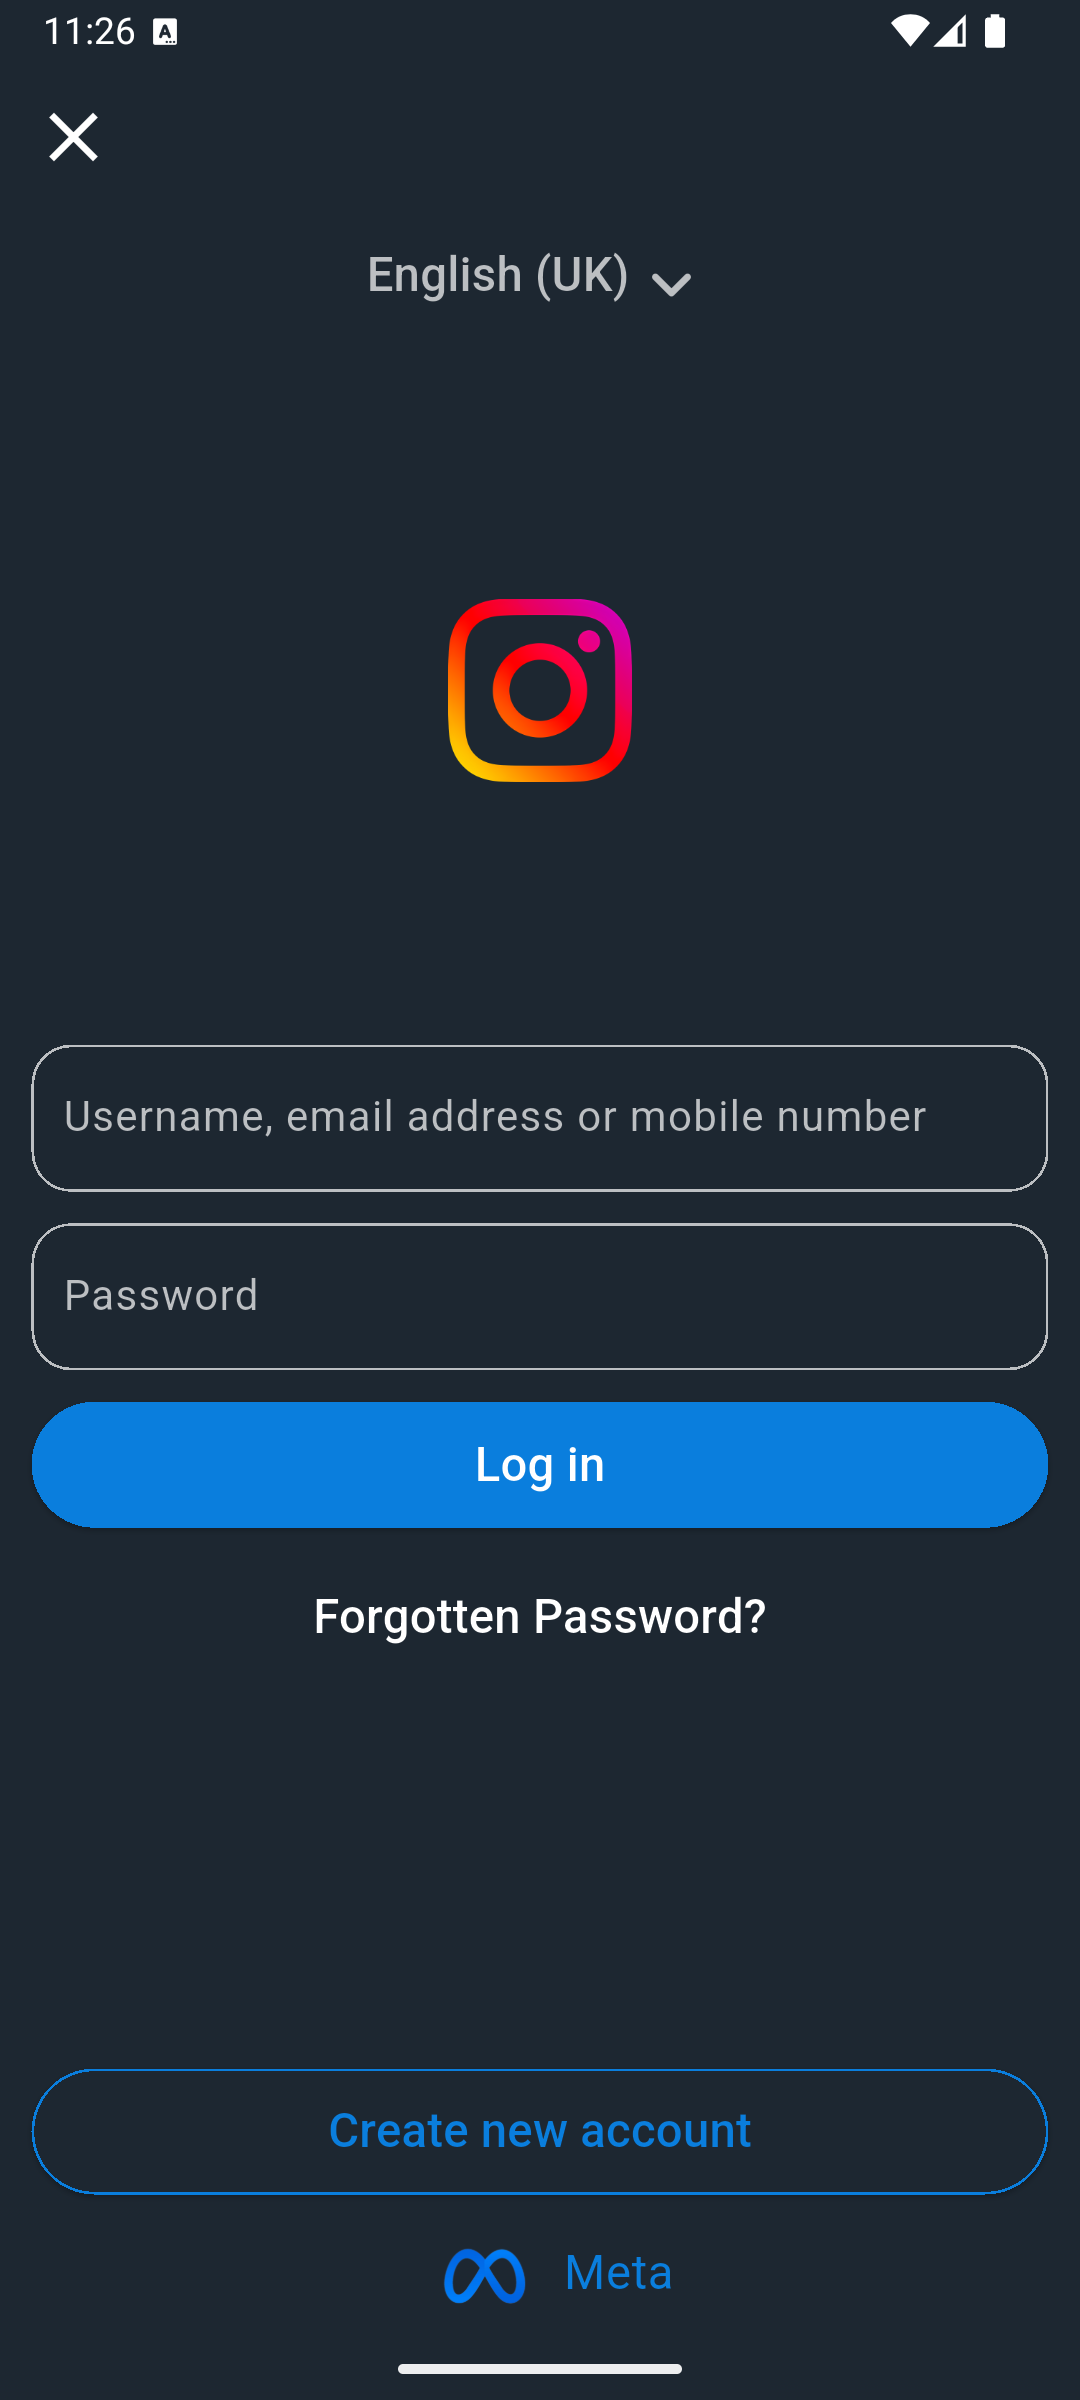 11:26
English (UK)
Username, email address or mobile number
Password
Log in
Forgotten Password?
Create new account
Meta